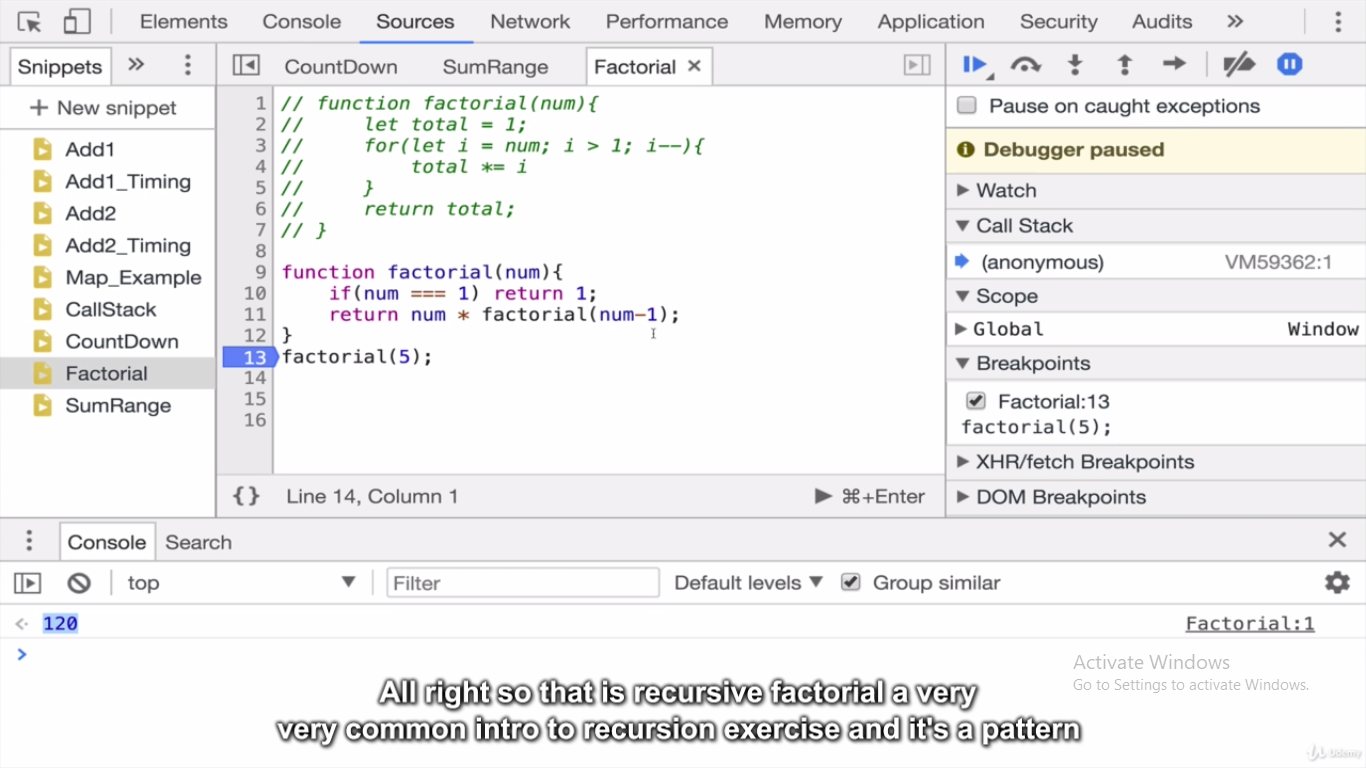 Elements Console Sources Network Performance Memory Application Security Audits »
Snippets »
CountDown SumRange Factorial ×
+ New snippet
Add1
Add1_Timing
Add2
Add2_Timing
Map_Example
CallStack
CountDown
Factorial
SumRange
1 // function factorial(num){
2 //     let total = 1;
3 //     for(let i = num; i > 1; i--){
4 //         total *= i
5 //     }
6 //     return total;
7 // }
8
9 function factorial(num){
10     if(num === 1) return 1;
11     return num * factorial(num-1);
12 }
13 factorial(5);
14
15
16
{} Line 14, Column 1 ⌘+Enter
Pause on caught exceptions
Debugger paused
Watch
Call Stack
(anonymous) VM59362:1
Scope
Global Window
Breakpoints
Factorial:13
factorial(5);
XHR/fetch Breakpoints
DOM Breakpoints
Console Search
top Filter Default levels Group similar
120 Factorial:1
>
Activate Windows
Go to Settings to activate Windows.
All right so that is recursive factorial a very
very common intro to recursion exercise and it's a pattern
Udemy